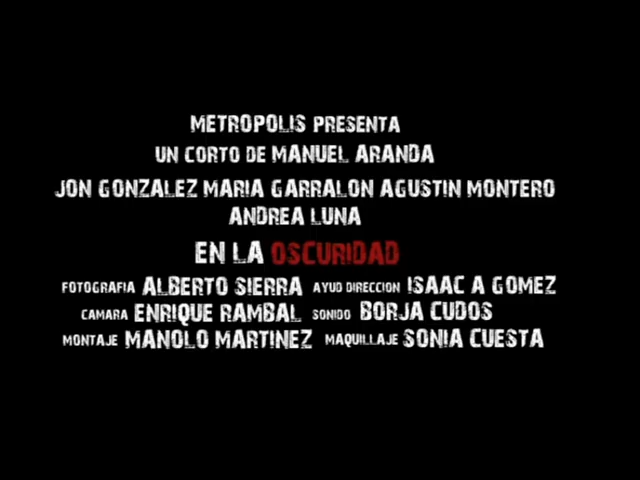 METROPOLIS PRESENTA
UN CORTO DE MANUEL ARANDA
JON GONZALEZ MARIA GARRALON AGUSTIN MONTERO
ANDREA LUNA
EN LA OSCURIDAD
FOTOGRAFIA ALBERTO SIERRA AYUD DIRECCION ISAAC A GOMEZ
CAMARA ENRIQUE RAMBAL SONIDO BORJA CUDOS
MONTAJE MANOLO MARTINEZ MAQUILLAJE SONIA CUESTA